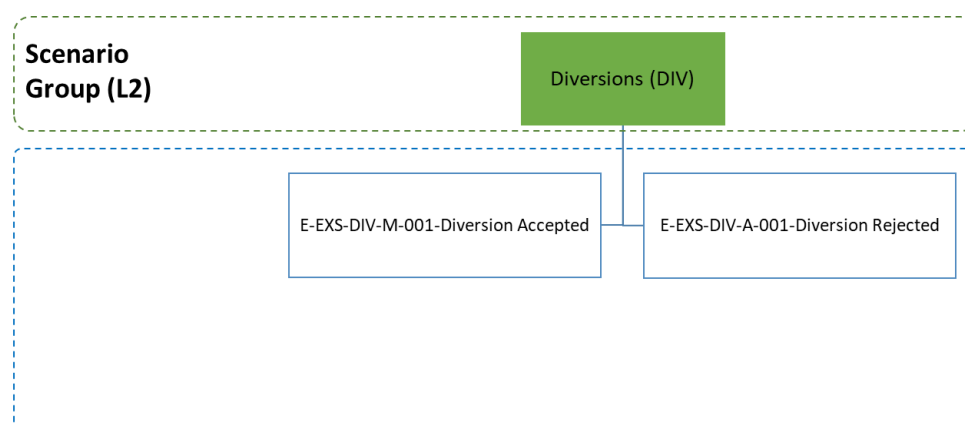 Scenario
Group (L2)
Diversions (DIV)
E-EXS-DIV-M-001-Diversion Accepted
E-EXS-DIV-A-001-Diversion Rejected